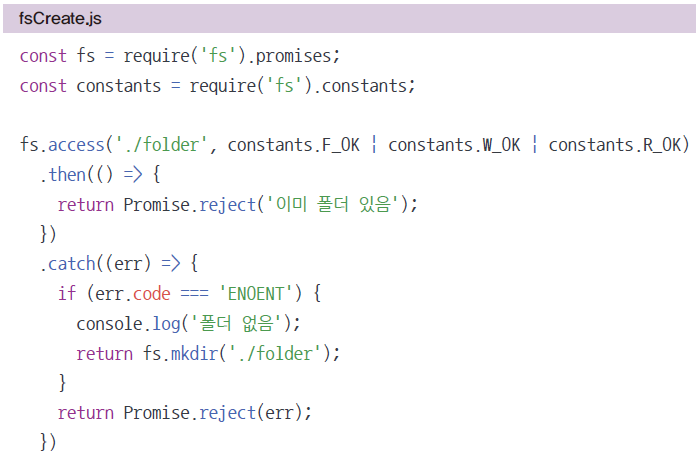 fsCreate.js
const fs = require('fs').promises;
const constants = require('fs').constants;
fs.access('./folder', constants.F_OK | constants.W_OK | constants.R_OK)
.then(() => {
return Promise.reject('이미 폴더 있음');
})
.catch((err) => {
if (err.code === 'ENOENT') {
console.log('폴더 없음');
return fs.mkdir('./folder');
}
return Promise.reject(err);
})